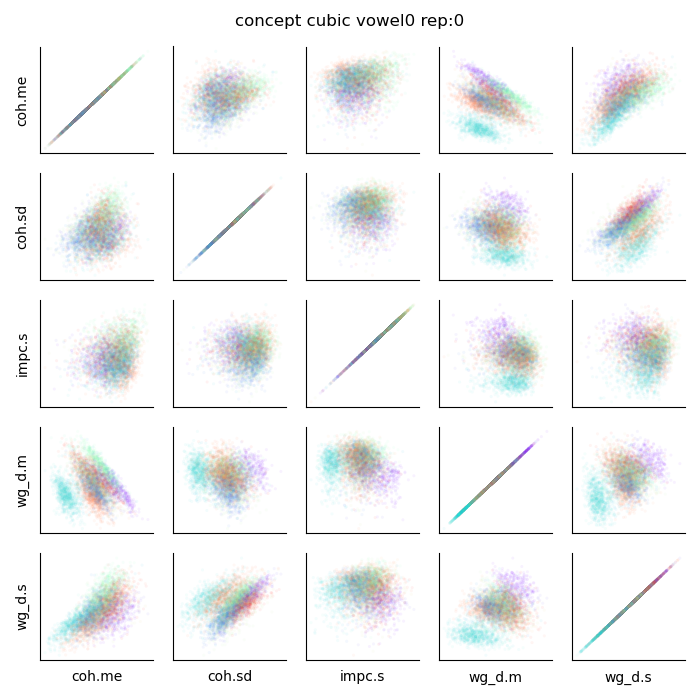 concept cubic vowel0 rep:0
coh.me
coh.sd
impc.s
wg_d.m
wg_d.s
coh.me coh.sd impc.s wg_d.m wg_d.s